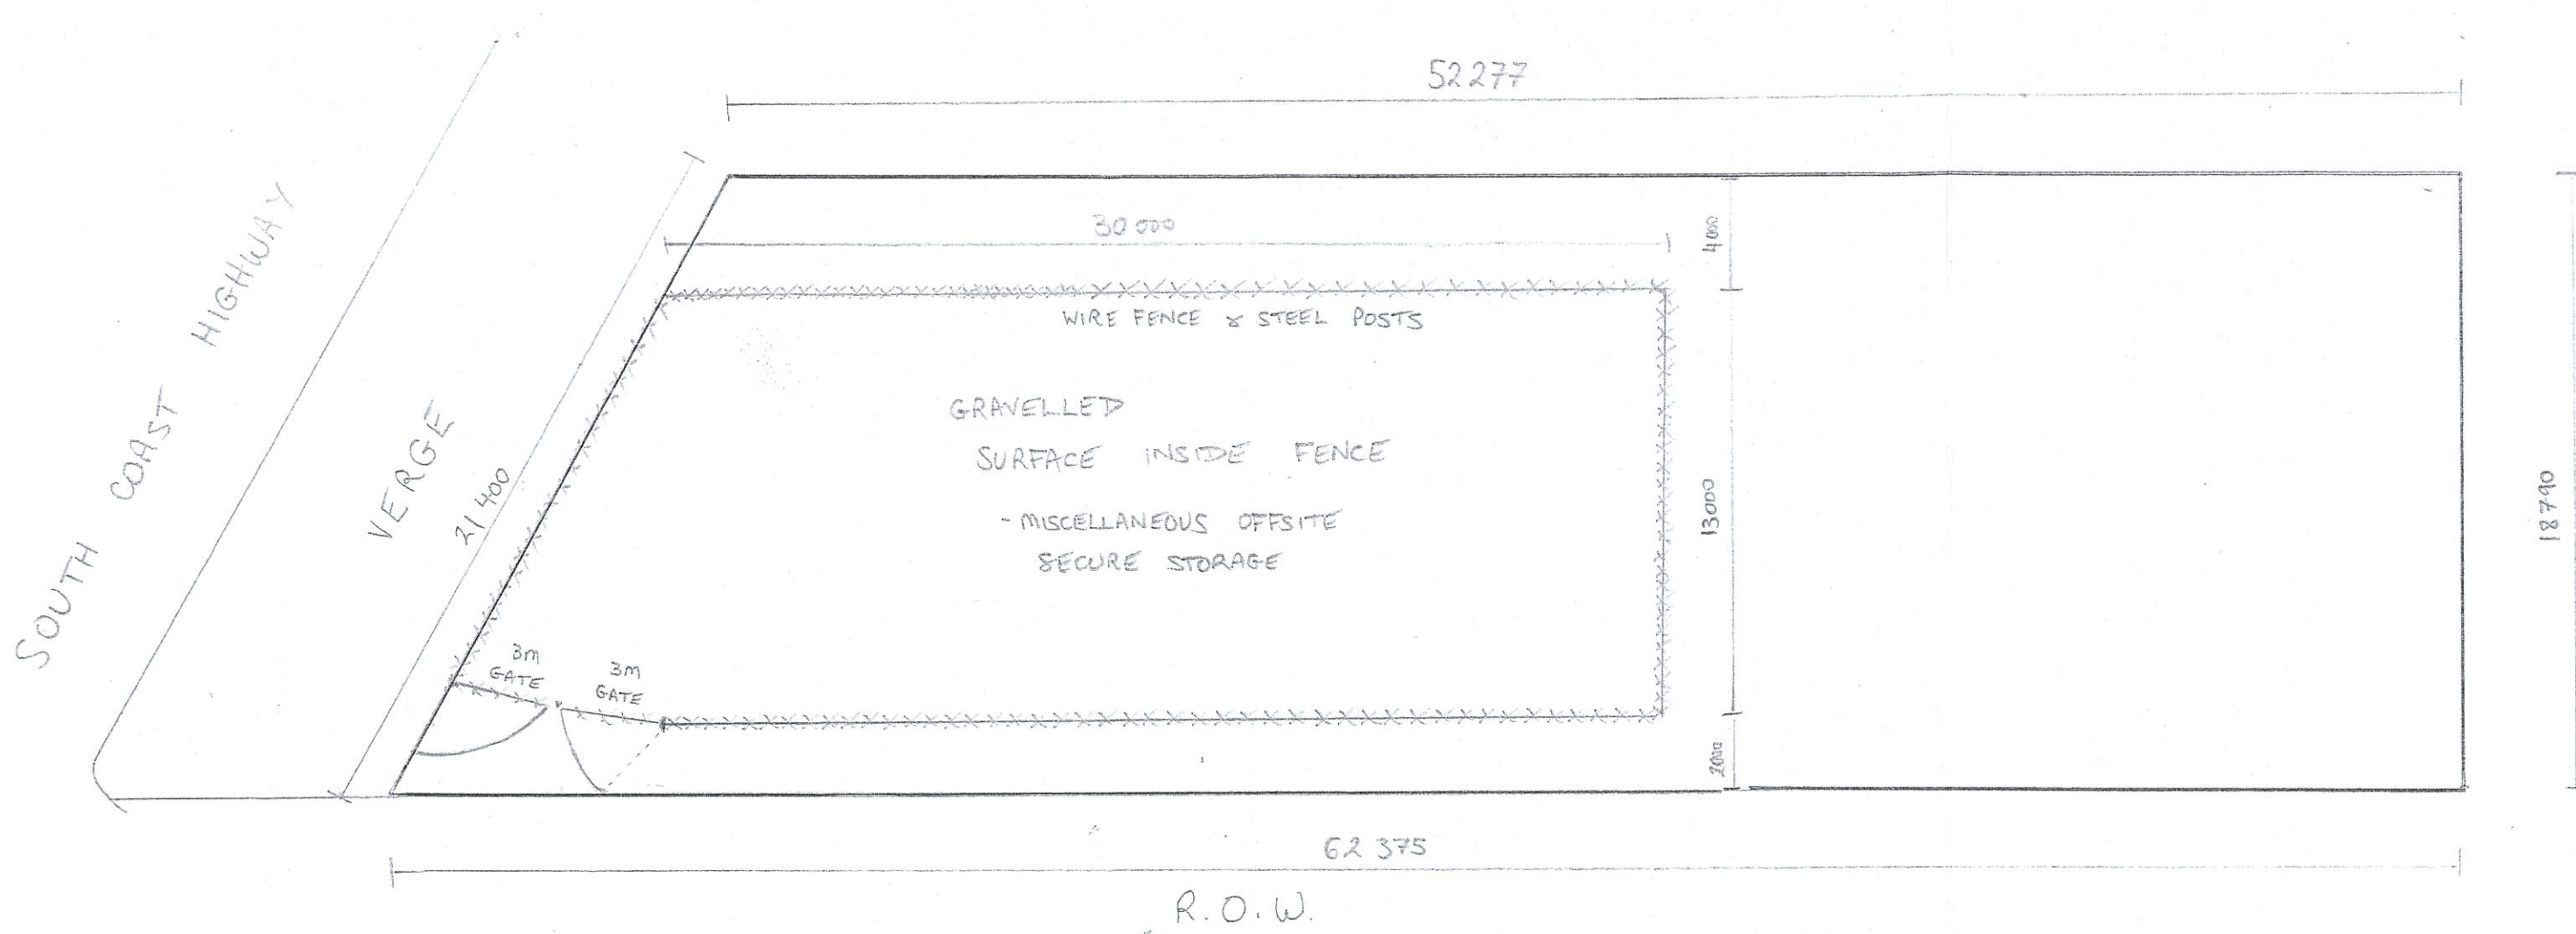 52277
30 000
4000
WIRE FENCE & STEEL POSTS
SOUTH COAST HIGHWAY
VERGE
21 400
GRAVELLED
SURFACE INSIDE FENCE
- MISCELLANEOUS OFFSITE
SECURE STORAGE
13000
18790
3M
GATE
3M
GATE
2000
62 375
R.O.W.